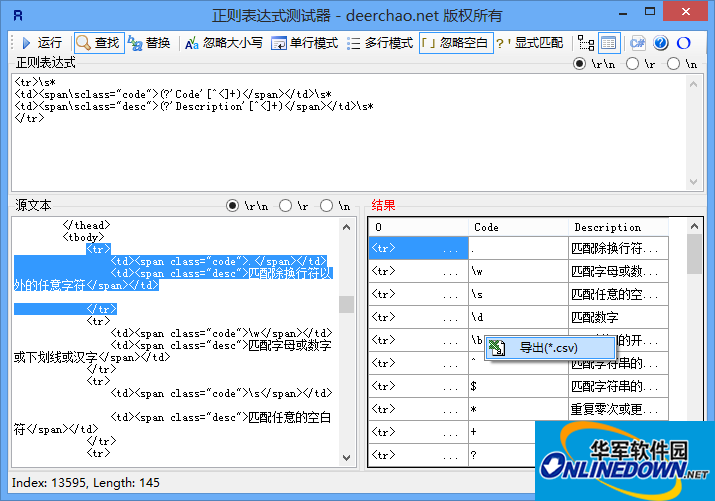 R 正则表达式测试器 - deerchao.net 版权所有
运行 查找 替换 忽略大小写 单行模式 多行模式 忽略空白 显式匹配
正则表达式 \r\n \r \n
<tr>\s*
<td><span\sclass="code">(?'Code'[^<]+)</span></td>\s*
<td><span\sclass="desc">(?'Description'[^<]+)</span></td>\s*
</tr>
源文本 \r\n \r \n
</thead>
<tbody>
<tr>
<td><span class="code">.</span></td>
<td><span class="desc">匹配除换行符以
外的任意字符</span></td>
</tr>
<tr>
<td><span class="code">\w</span></td>
<td><span class="desc">匹配字母或数字
或下划线或汉字</span></td>
</tr>
<tr>
<td><span class="code">\s</span></td>
<td><span class="desc">匹配任意的空白
符</span></td>
</tr>
<tr>
结果
0 Code Description
<tr> ... . 匹配除换行符...
<tr> ... \w 匹配字母或数...
<tr> ... \s 匹配任意的空...
<tr> ... \d 匹配数字
<tr> ... \b 的开...
导出(*.csv)
<tr> ... ^ 匹配字符串的...
<tr> ... $ 匹配字符串的...
<tr> ... * 重复零次或更...
<tr> ... +
<tr> ... ?
Index: 13595, Length: 145
华军软件园
ONLINEDOWN.NET